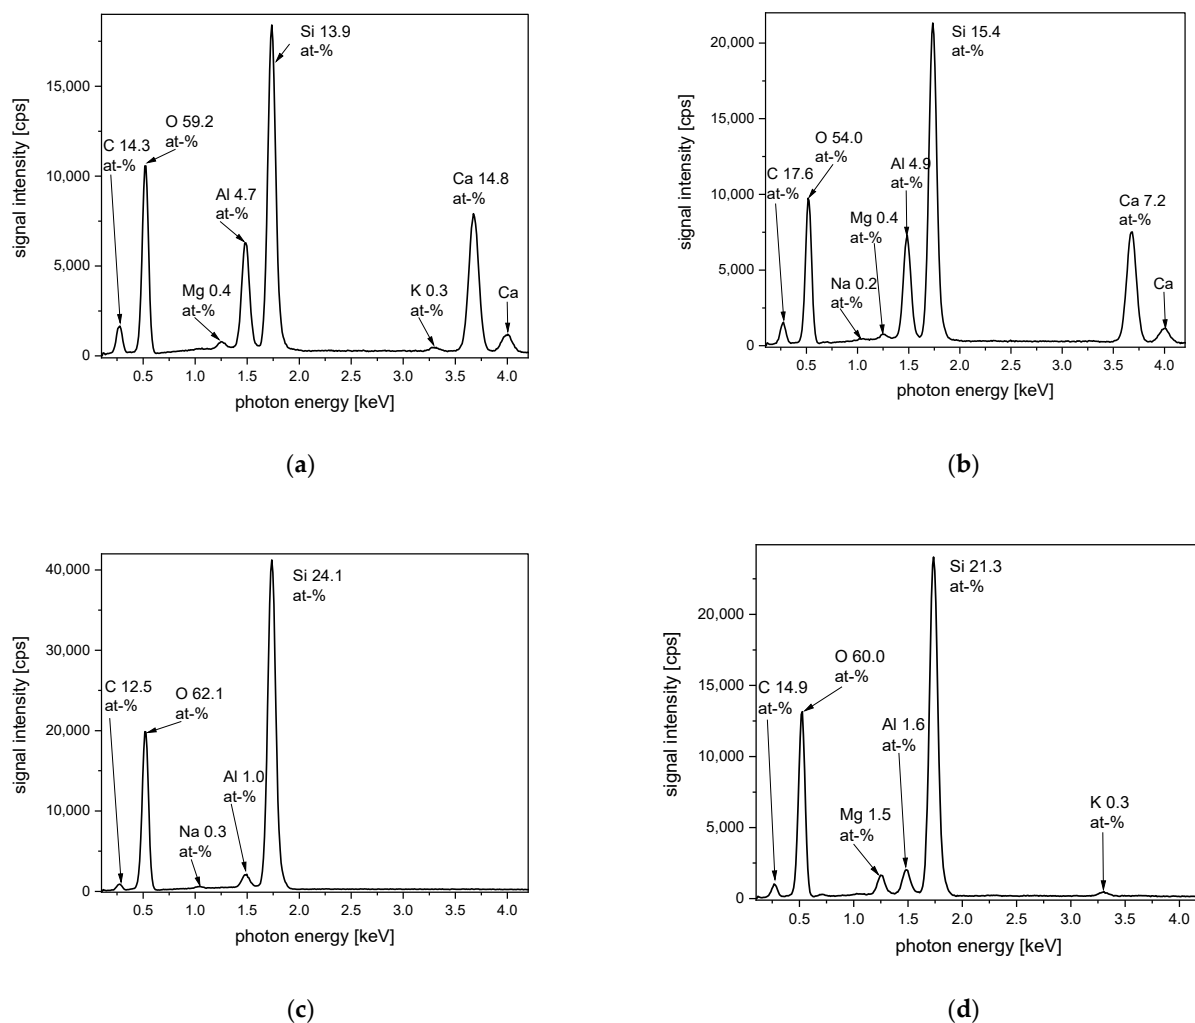 Si 13.9
at-%
O 59.2
at-%
C 14.3
at-%
Al 4.7
at-%
Ca 14.8
at-%
Mg 0.4
at-%
K 0.3
at-%
Ca
15,000
10,000
5,000
0
signal intensity [cps]
0.5 1.0 1.5 2.0 2.5 3.0 3.5 4.0
photon energy [keV]
(a)
Si 15.4
at-%
O 54.0
at-%
C 17.6
at-%
Al 4.9
at-%
Mg 0.4
at-%
Na 0.2
at-%
Ca 7.2
at-%
Ca
20,000
15,000
10,000
5,000
0
signal intensity [cps]
0.5 1.0 1.5 2.0 2.5 3.0 3.5 4.0
photon energy [keV]
(b)
Si 24.1
at-%
C 12.5
at-%
O 62.1
at-%
Al 1.0
at-%
Na 0.3
at-%
40,000
30,000
20,000
10,000
0
signal intensity [cps]
0.5 1.0 1.5 2.0 2.5 3.0 3.5 4.0
photon energy [keV]
(c)
Si 21.3
at-%
O 60.0
at-%
C 14.9
at-%
Al 1.6
at-%
Mg 1.5
at-%
K 0.3
at-%
20,000
15,000
10,000
5,000
0
signal intensity [cps]
0.5 1.0 1.5 2.0 2.5 3.0 3.5 4.0
photon energy [keV]
(d)